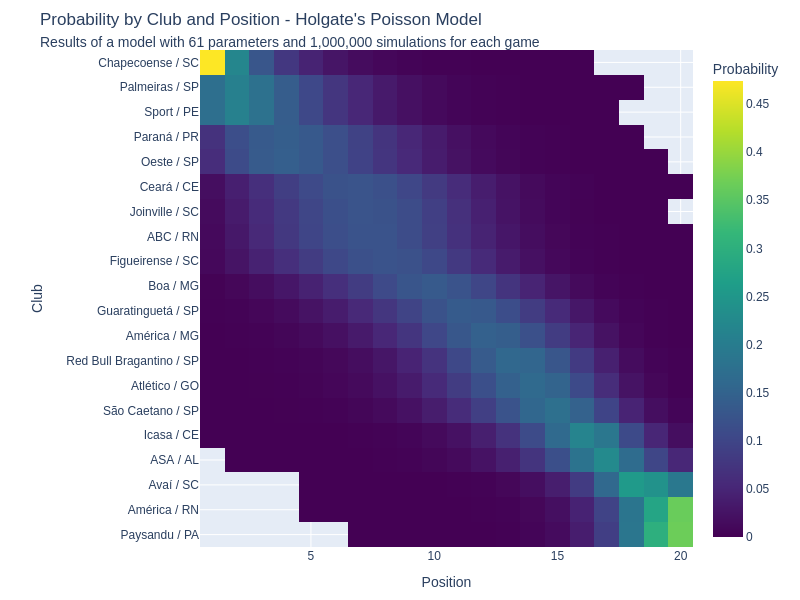 Probability by Club and Position - Holgate's Poisson Model
Results of a model with 61 parameters and 1,000,000 simulations for each game
Chapecoense / SC
Palmeiras / SP
Sport / PE
Paraná / PR
Oeste / SP
Ceará / CE
Joinville / SC
ABC / RN
Figueirense / SC
Boa / MG
Guaratinguetá / SP
América / MG
Red Bull Bragantino / SP
Atlético / GO
São Caetano / SP
Icasa / CE
ASA / AL
Avaí / SC
América / RN
Paysandu / PA
Club
5
10
15
20
Position
Probability
0.45
0.4
0.35
0.3
0.25
0.2
0.15
0.1
0.05
0